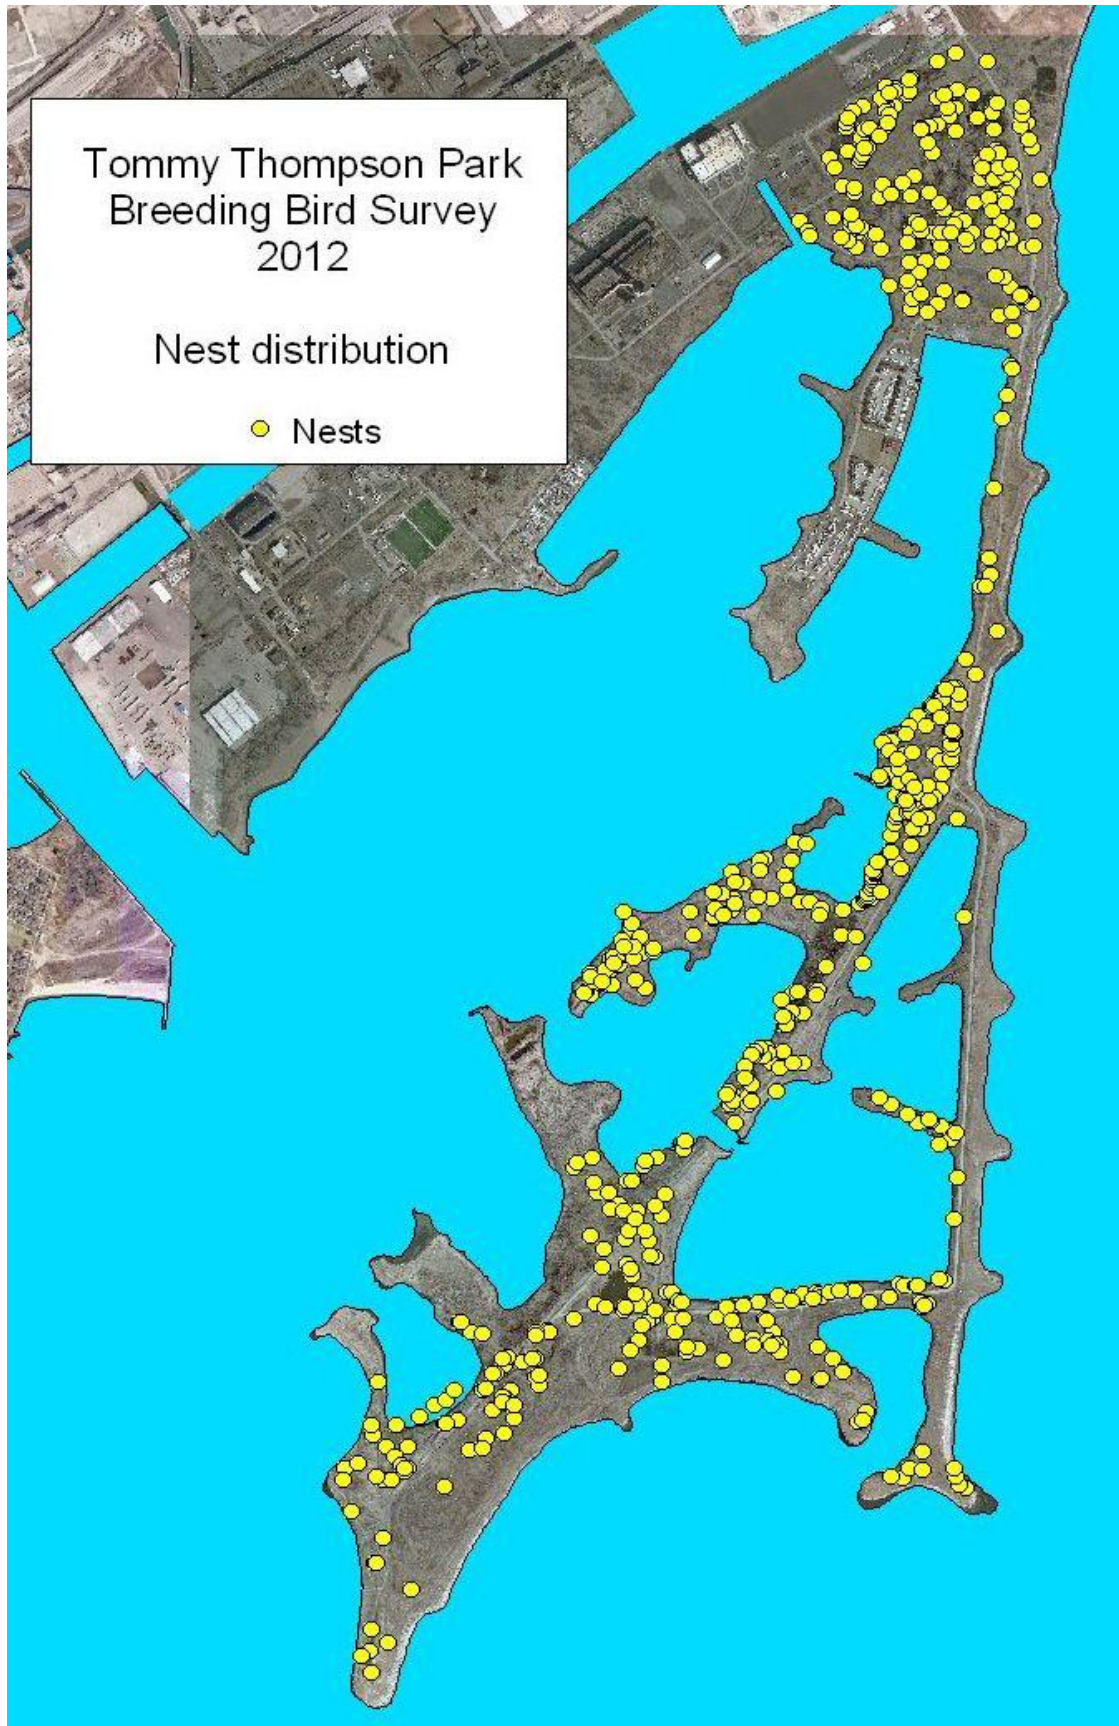 Tommy Thompson Park
Breeding Bird Survey
2012
Nest distribution
Nests